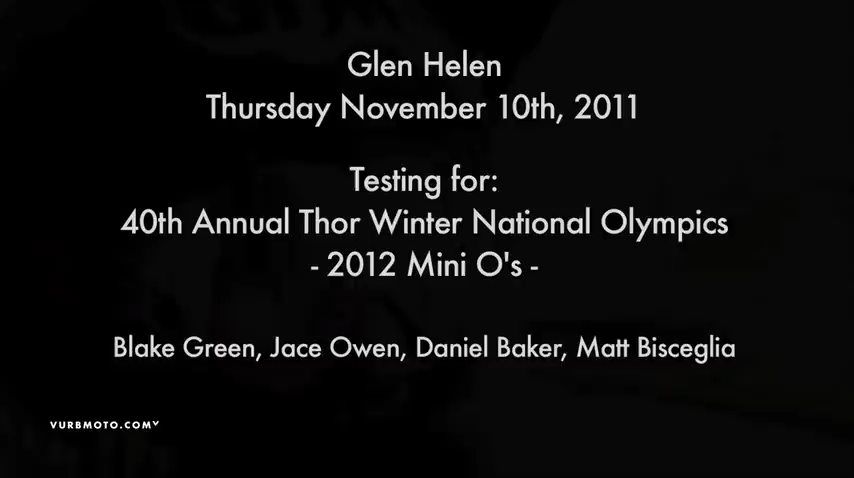 Glen Helen
Thursday November 10th, 2011
Testing for:
40th Annual Thor Winter National Olympics
- 2012 Mini O's -
Blake Green, Jace Owen, Daniel Baker, Matt Bisceglia
VURBMOTO.COM